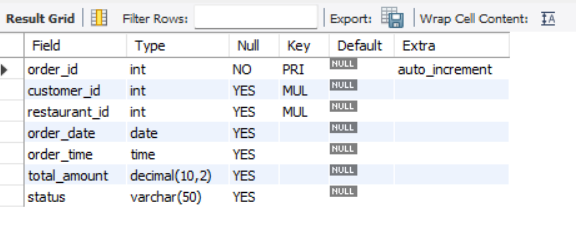 Result Grid Filter Rows: Export: Wrap Cell Content: IA
Field Type Null Key Default Extra
order_id int NO PRI NULL auto_increment
customer_id int YES MUL NULL
restaurant_id int YES MUL NULL
order_date date YES NULL
order_time time YES NULL
total_amount decimal(10,2) YES NULL
status varchar(50) YES NULL